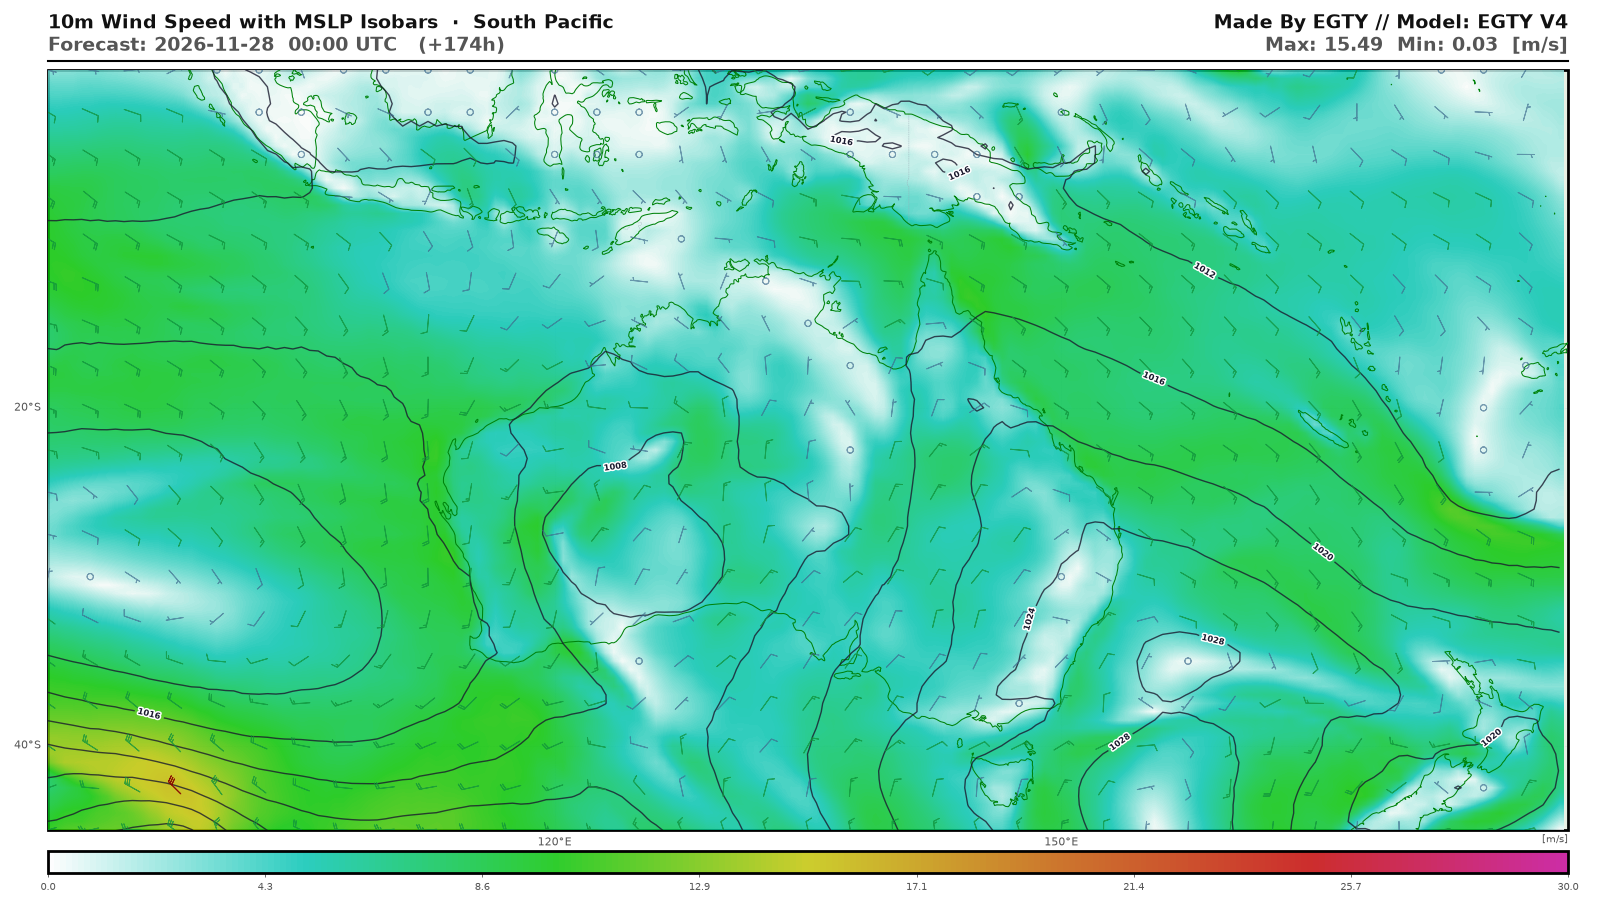 10m Wind Speed with MSLP Isobars · South Pacific
Made By EGTY // Model: EGTY V4
Forecast: 2026-11-28 00:00 UTC (+174h)
Max: 15.49 Min: 0.03 [m/s]
1016
1016
1012
1016
20°S
1008
1020
1024
1028
1016
1028
1020
40°S
120°E
150°E
[m/s]
0.0 4.3 8.6 12.9 17.1 21.4 25.7 30.0